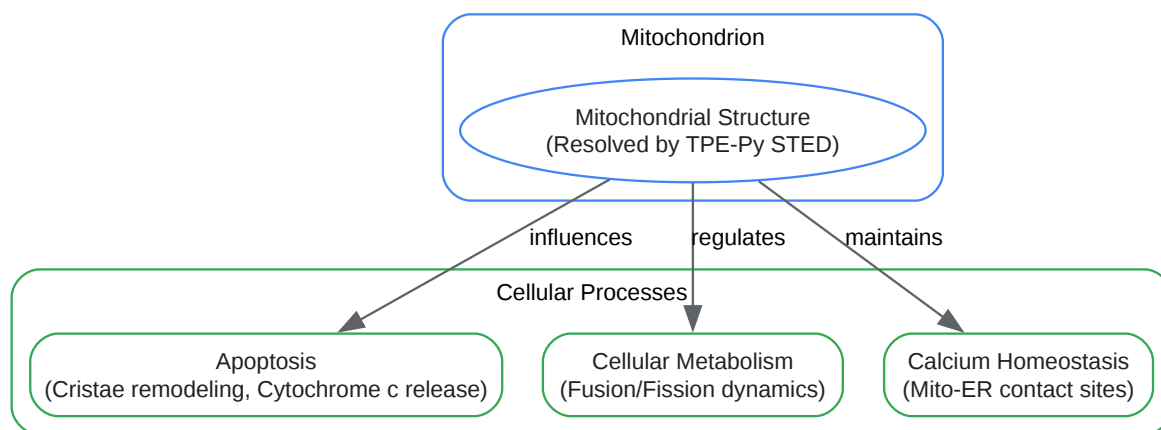 Mitochondrion
Mitochondrial Structure
(Resolved by TPE-Py STED)
influences
regulates
maintains
Cellular Processes
Apoptosis
(Cristae remodeling, Cytochrome c release)
Cellular Metabolism
(Fusion/Fission dynamics)
Calcium Homeostasis
(Mito-ER contact sites)